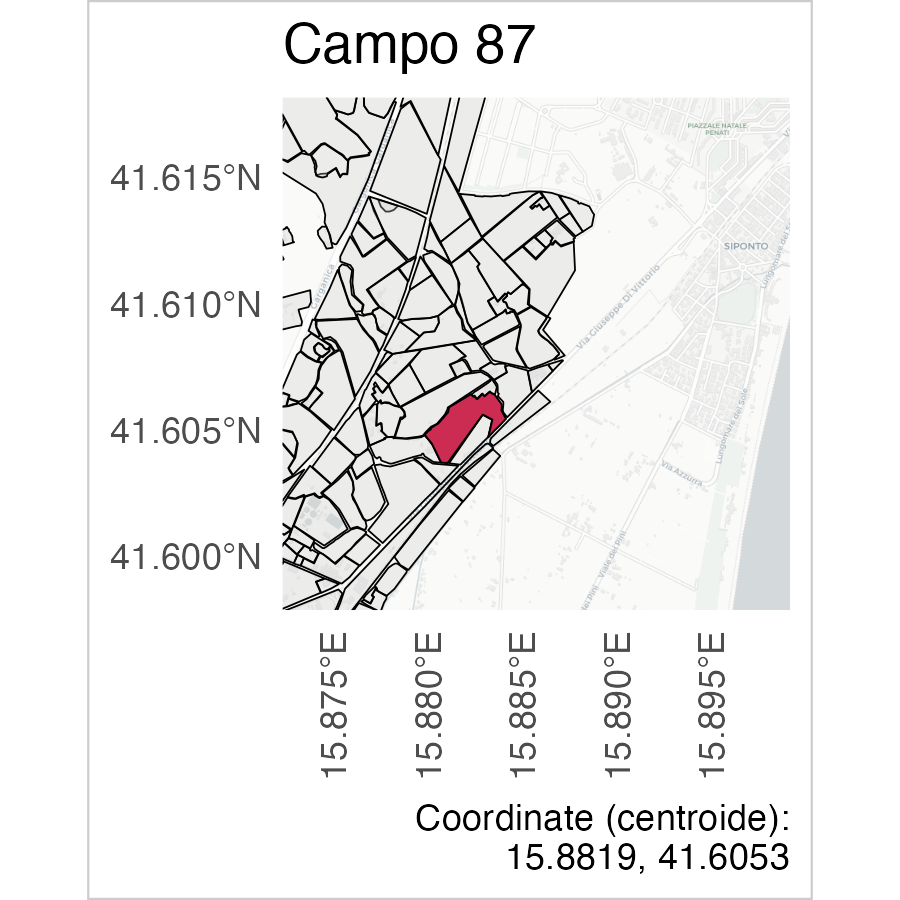 Campo 87
PIAZZALE NATALE
PENATI
41.615°N
SIPONTO
41.610°N
Garganica
Via Giuseppe Di Vittorio
41.605°N
Lungomare del Sole
Via Azzurra
41.600°N
Viale dei Pini
15.875°E
15.880°E
15.885°E
15.890°E
15.895°E
Coordinate (centroide):
15.8819, 41.6053